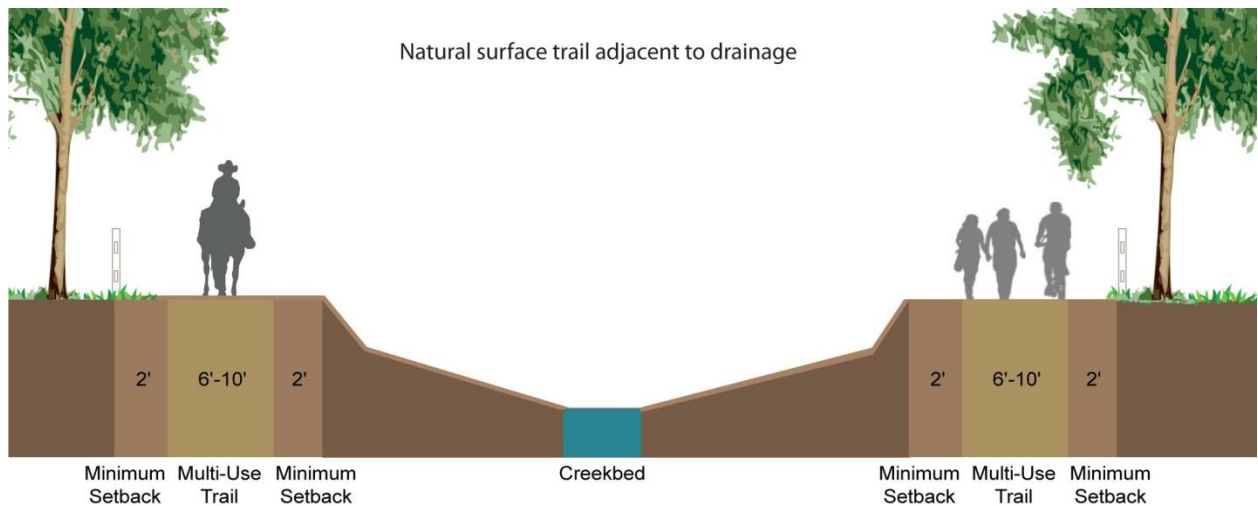 Natural surface trail adjacent to drainage
2' 6'-10' 2' 2' 6'-10' 2'
Minimum Setback
Multi-Use Trail
Minimum Setback
Creekbed
Minimum Setback
Multi-Use Trail
Minimum Setback